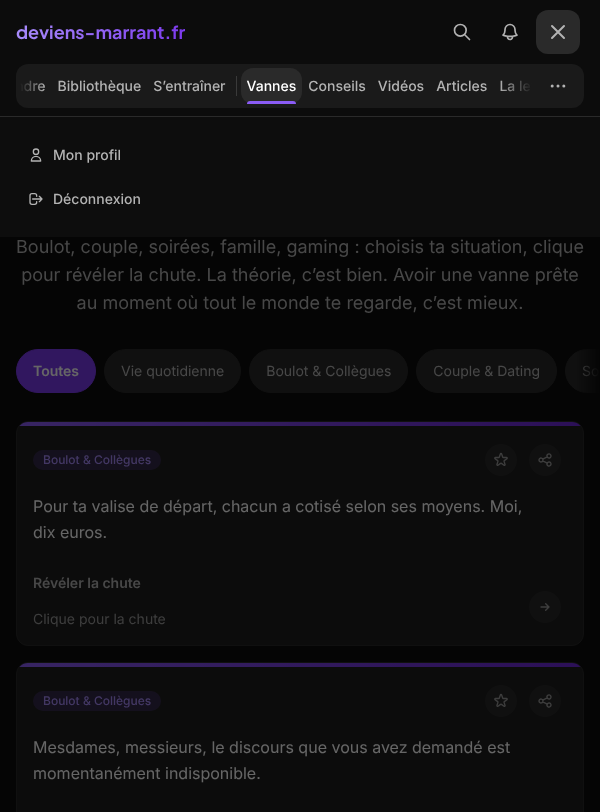 deviens-marrant.fr
Bibliothèque S'entraîner Vannes Conseils Vidéos Articles La
Mon profil
Déconnexion
Boulot, couple, soirées, famille, gaming : choisis ta situation, clique
pour révéler la chute. La théorie, c'est bien. Avoir une vanne prête
au moment où tout le monde te regarde, c'est mieux.
Toutes Vie quotidienne Boulot & Collègues Couple & Dating
Boulot & Collègues
Pour ta valise de départ, chacun a cotisé selon ses moyens. Moi,
dix euros.
Révéler la chute
Clique pour la chute
Boulot & Collègues
Mesdames, messieurs, le discours que vous avez demandé est
momentanément indisponible.